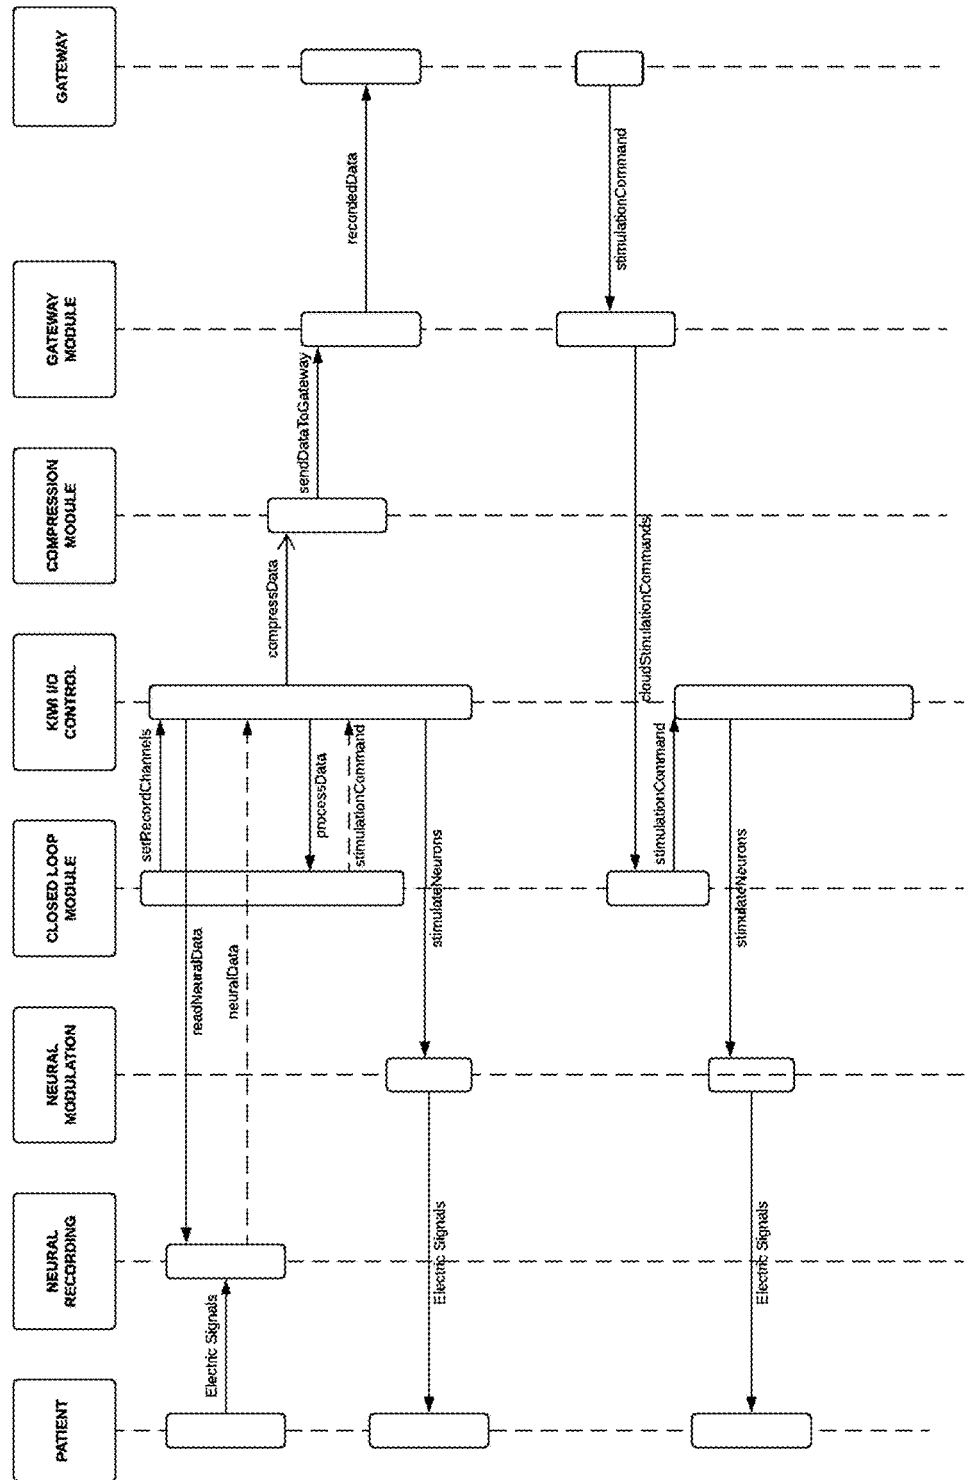 PATIENT
NEURAL
RECORDING
NEURAL
MODULATION
CLOSED LOOP
MODULE
KIWI I/O
CONTROL
COMPRESSION
MODULE
GATEWAY
MODULE
GATEWAY
setRecordChannels
readNeuralData
Electric Signals
neuralData
compressData
sendDataToGateway
processData
stimulationCommand
recordedData
stimulateNeurons
Electric Signals
stimulationCommand
cloudStimulationCommands
stimulationCommand
stimulateNeurons
Electric Signals